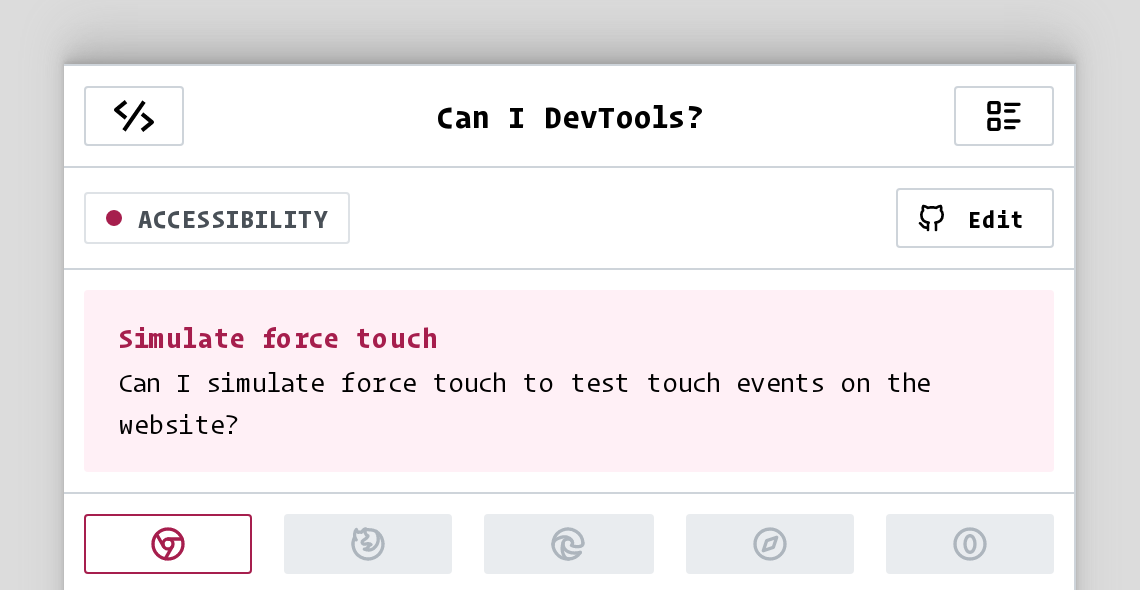 Can I DevTools?
ACCESSIBILITY
Edit
Simulate force touch
Can I simulate force touch to test touch events on the
website?